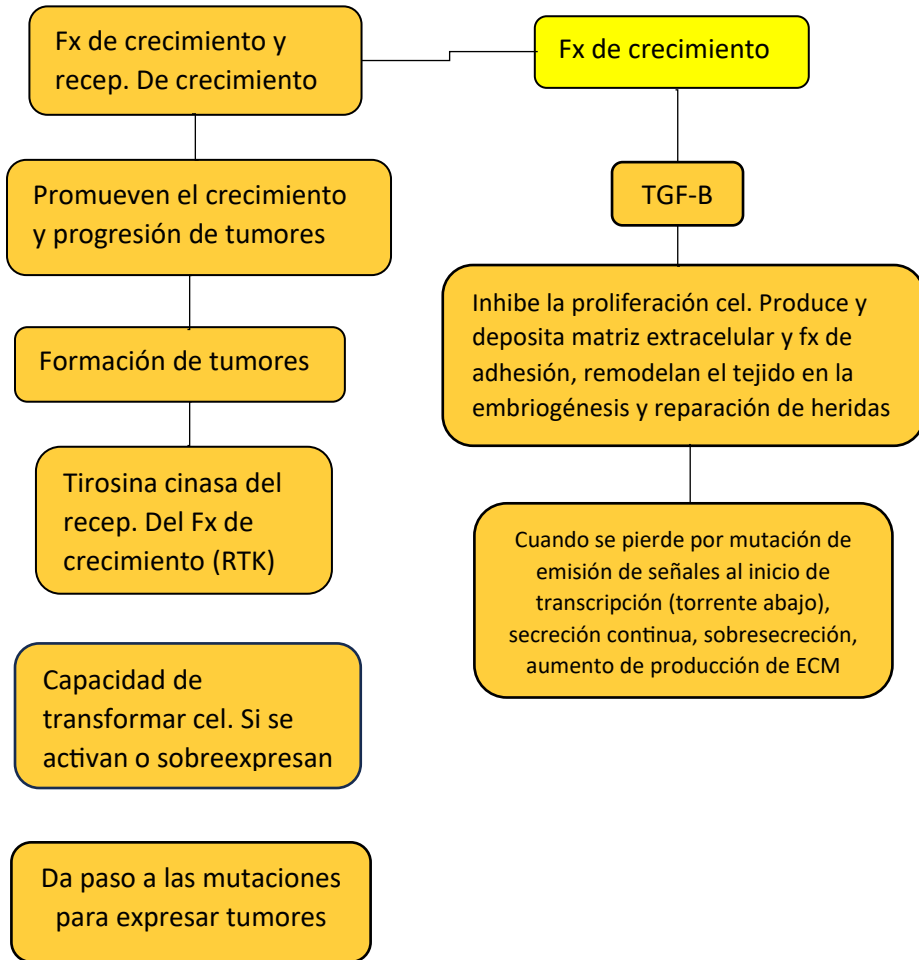 Fx de crecimiento y
recep. De crecimiento
Fx de crecimiento
Promueven el crecimiento
y progresión de tumores
TGF-B
Formación de tumores
Inhibe la proliferación cel. Produce y
deposita matriz extracelular y fx de
adhesión, remodelan el tejido en la
embriogénesis y reparación de heridas
Tirosina cinasa del
recep. Del Fx de
crecimiento (RTK)
Cuando se pierde por mutación de
emisión de señales al inicio de
transcripción (torrente abajo),
secreción continua, sobresecreción,
aumento de producción de ECM
Capacidad de
transformar cel. Si se
activan o sobreexpresan
Da paso a las mutaciones
para expresar tumores